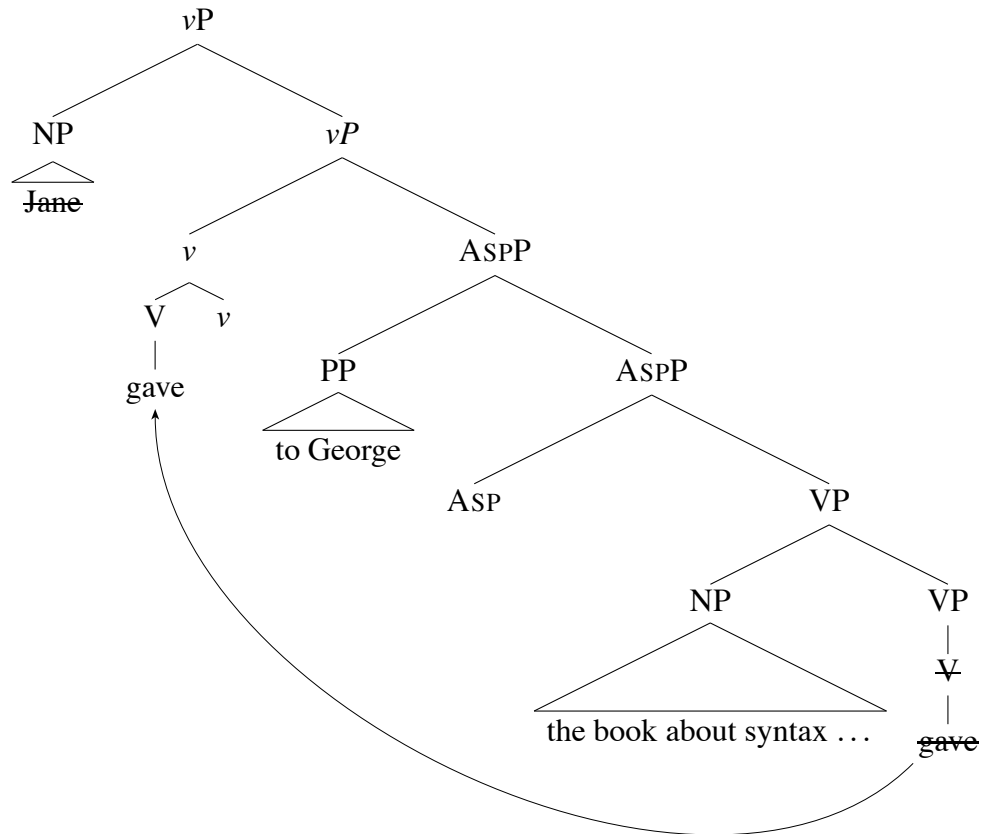 vP
NP vP
Jane
v AspP
V v
gave
PP AspP
to George
Asp VP
NP VP
V
the book about syntax …
gave